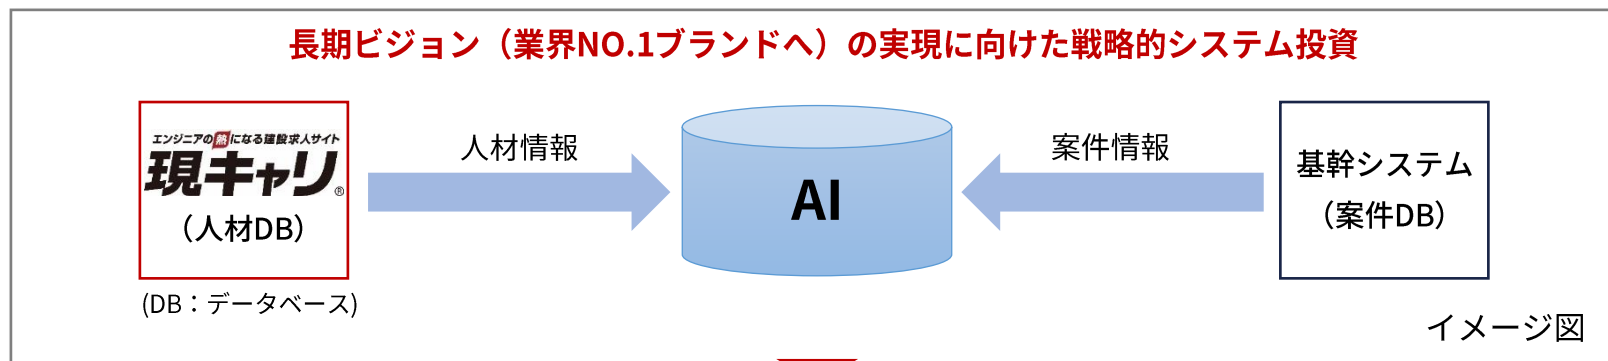 長期ビジョン（業界NO.1ブランドへ）の実現に向けた戦略的システム投資
エンジニアの熱になる建設求人サイト
現キャリ®
（人材DB）
(DB：データベース)
人材情報
AI
案件情報
基幹システム
（案件DB）
イメージ図